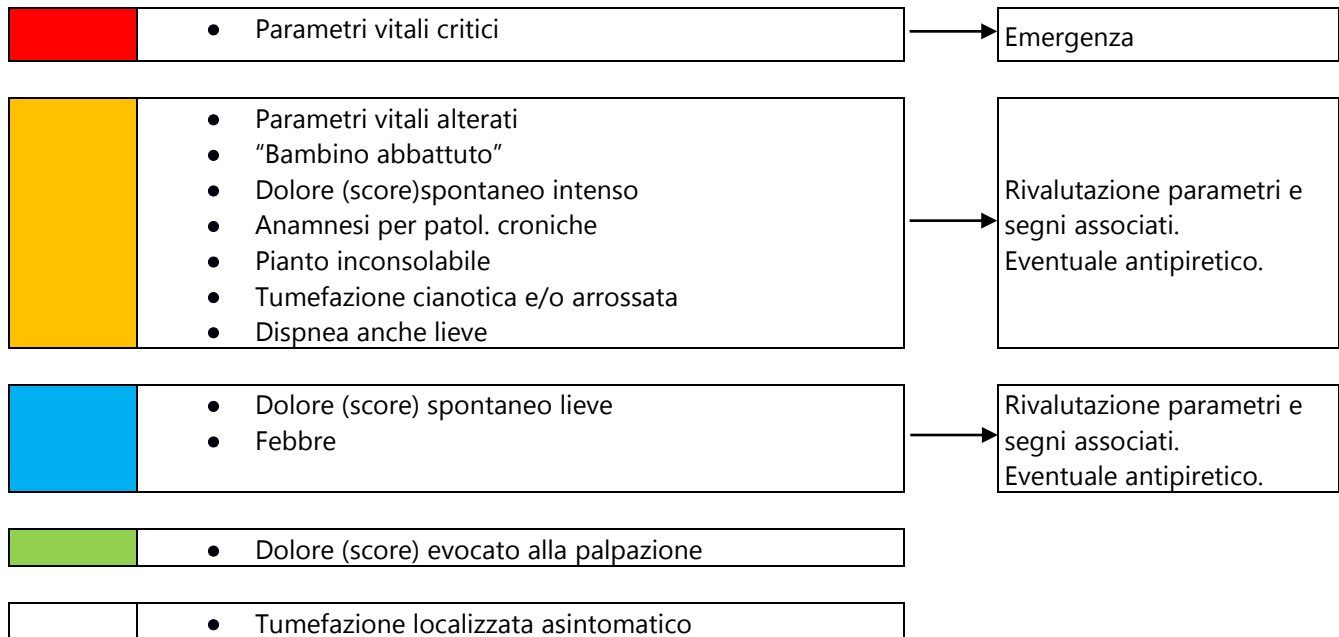 Parametri vitali critici
Emergenza
Parametri vitali alterati
“Bambino abbattuto”
Dolore (score)spontaneo intenso
Anamnesi per patol. croniche
Pianto inconsolabile
Tumefazione cianotica e/o arrossata
Dispnea anche lieve
Rivalutazione parametri e
segni associati.
Eventuale antipiretico.
Dolore (score) spontaneo lieve
Febbre
Rivalutazione parametri e
segni associati.
Eventuale antipiretico.
Dolore (score) evocato alla palpazione
Tumefazione localizzata asintomatico